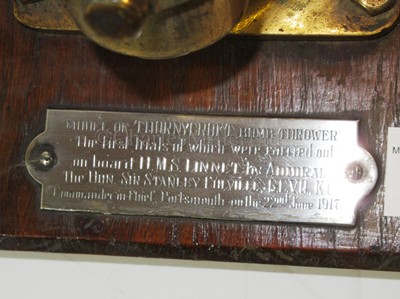 MODEL OF THORNYCROFT BOMB THROWER
The First Trials of which were carried out
on board H.M.S. LINNET by ADMIRAL
The HON. SIR STANLEY COLVILLE,
Commander in Chief, Portsmouth on the 22nd June 1917
M